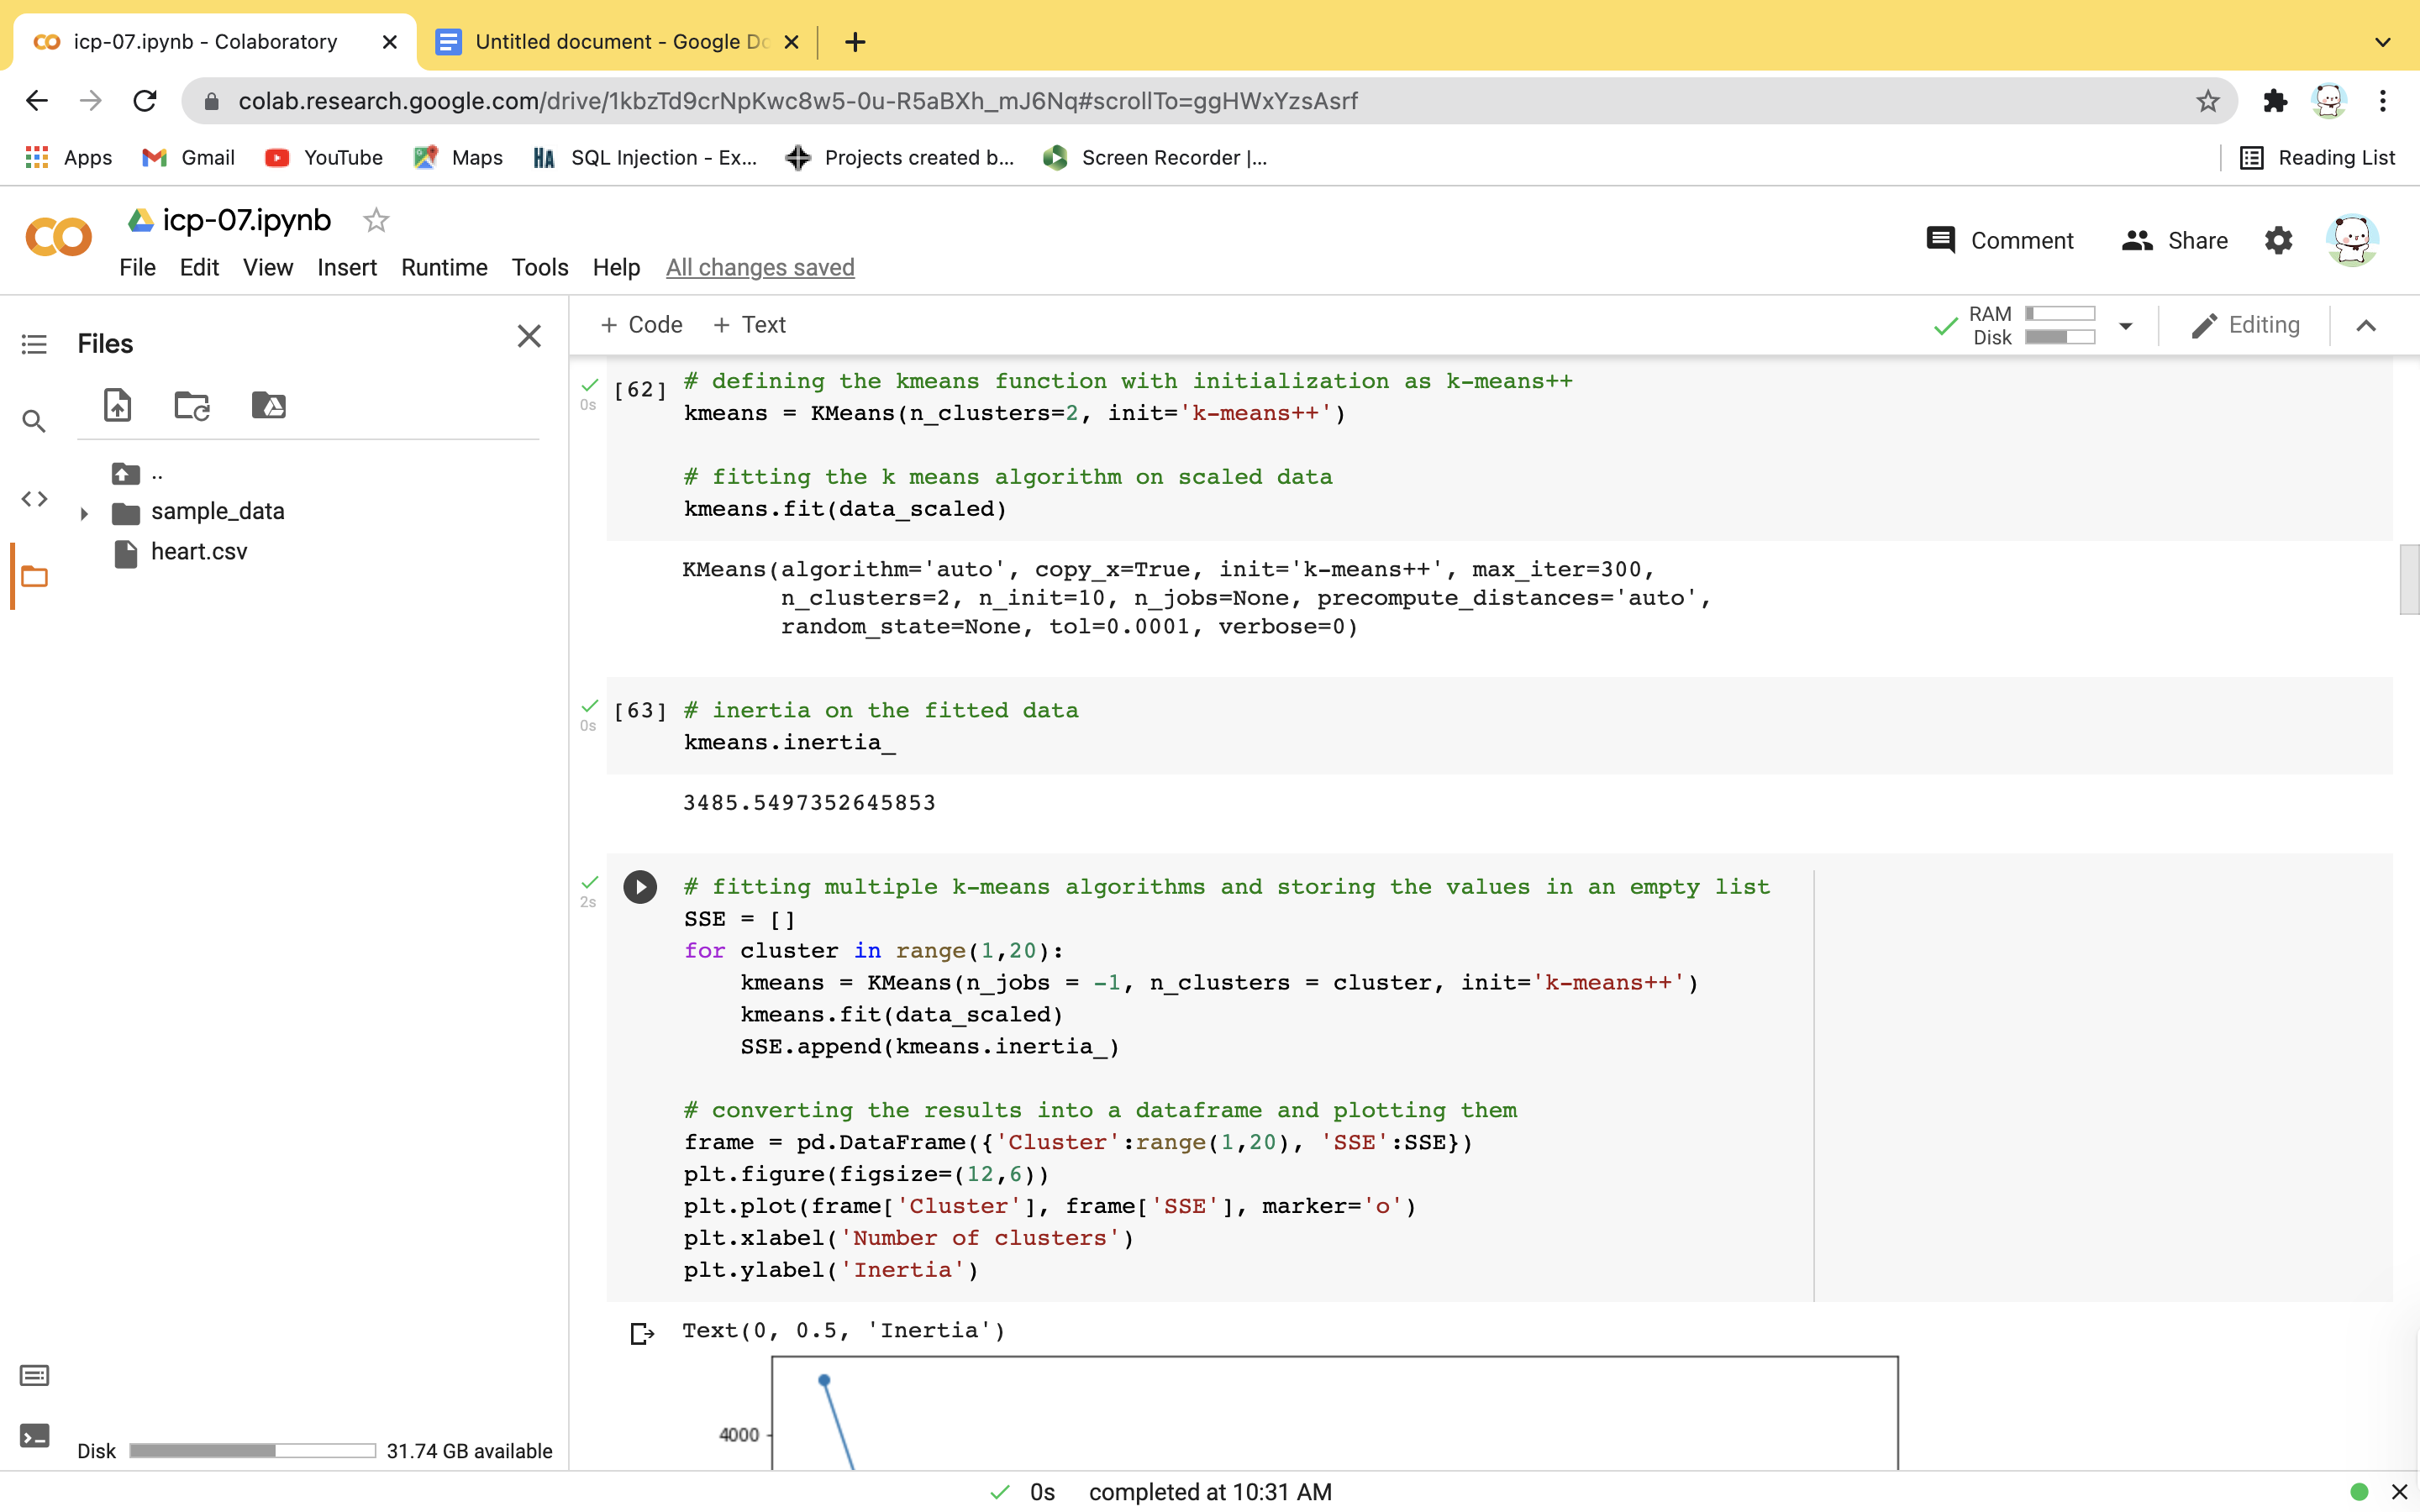 icp-07.ipynb - Colaboratory
Untitled document - Google Do
colab.research.google.com/drive/1kbzTd9crNpKwc8w5-0u-R5aBXh_mJ6Nq#scrollTo=ggHWxYzsAsrf
Apps
Gmail
YouTube
Maps
HA SQL Injection - Ex...
Projects created b...
Screen Recorder |...
Reading List
icp-07.ipynb
Comment
Share
File Edit View Insert Runtime Tools Help All changes saved
Files
+ Code + Text
RAM
Disk
Editing
..
sample_data
heart.csv
[62]
0s
# defining the kmeans function with initialization as k-means++
kmeans = KMeans(n_clusters=2, init='k-means++')
# fitting the k means algorithm on scaled data
kmeans.fit(data_scaled)
KMeans(algorithm='auto', copy_x=True, init='k-means++', max_iter=300,
n_clusters=2, n_init=10, n_jobs=None, precompute_distances='auto',
random_state=None, tol=0.0001, verbose=0)
[63] # inertia on the fitted data
0s
kmeans.inertia_
3485.5497352645853
2s
# fitting multiple k-means algorithms and storing the values in an empty list
SSE = []
for cluster in range(1,20):
kmeans = KMeans(n_jobs = -1, n_clusters = cluster, init='k-means++')
kmeans.fit(data_scaled)
SSE.append(kmeans.inertia_)
# converting the results into a dataframe and plotting them
frame = pd.DataFrame({'Cluster':range(1,20), 'SSE':SSE})
plt.figure(figsize=(12,6))
plt.plot(frame['Cluster'], frame['SSE'], marker='o')
plt.xlabel('Number of clusters')
plt.ylabel('Inertia')
Text(0, 0.5, 'Inertia')
4000
Disk 31.74 GB available
0s completed at 10:31 AM